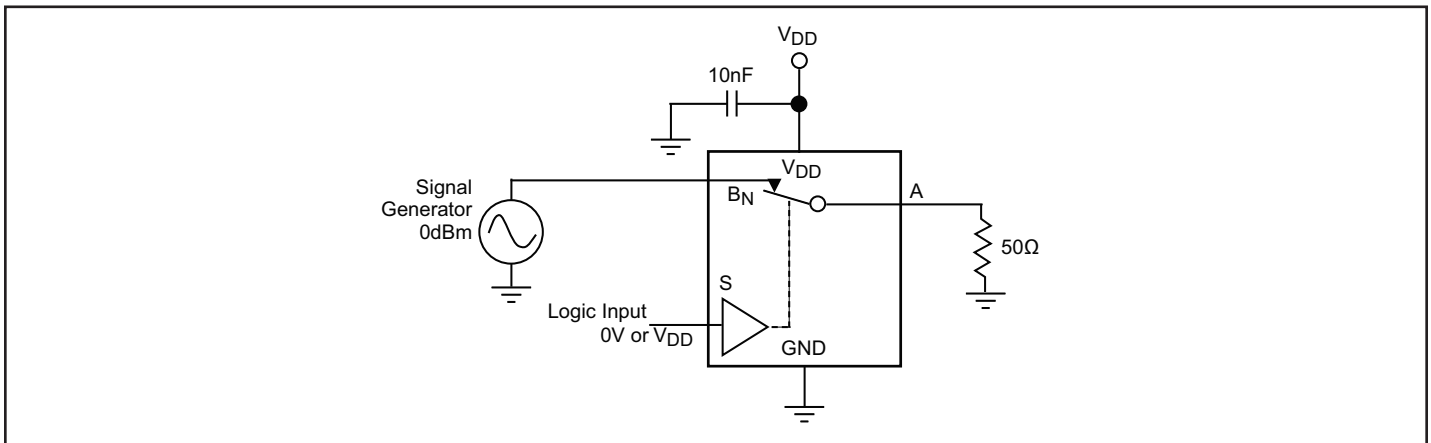 VDD
10nF
VDD
Signal
Generator
0dBm
BN
A
50Ω
S
Logic Input
0V or VDD
GND